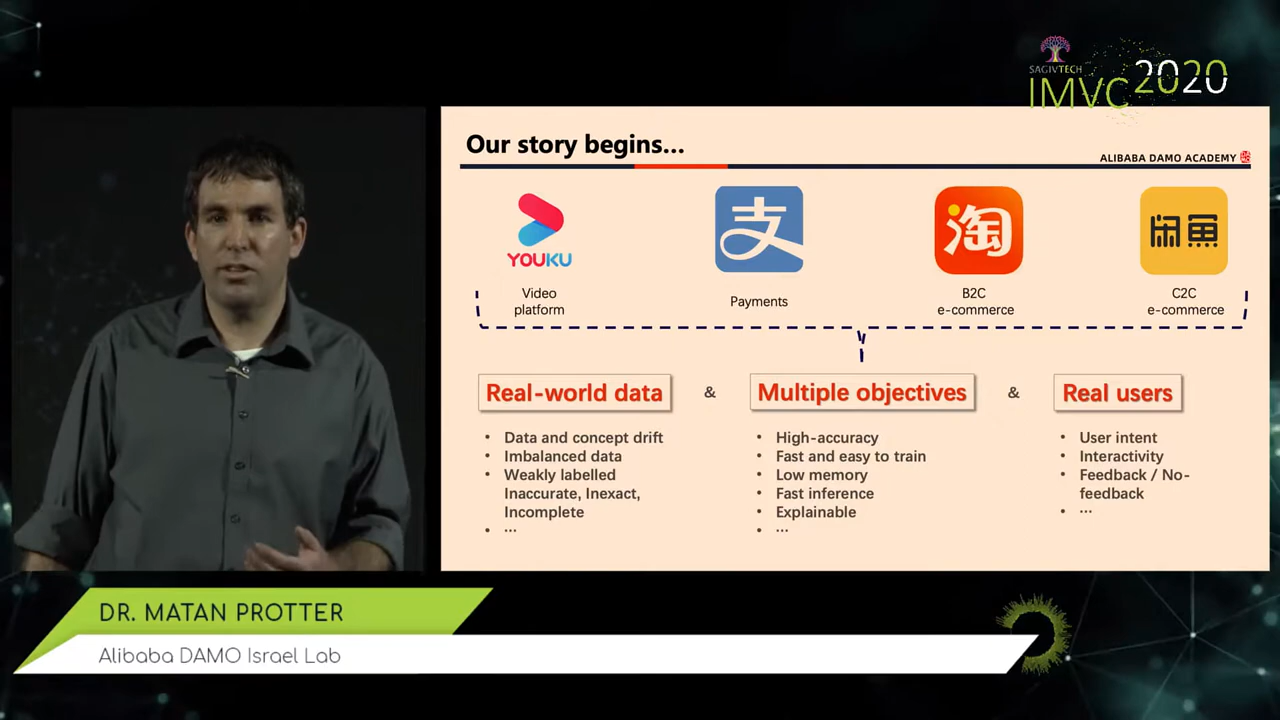 SAGIVTECH
IMVC 2020
Our story begins...
ALIBABA DAMO ACADEMY
YOUKU
支
淘
闲鱼
Video
platform
Payments
B2C
e-commerce
C2C
e-commerce
Real-world data
&
Multiple objectives
&
Real users
• Data and concept drift
• Imbalanced data
• Weakly labelled
Inaccurate, Inexact,
Incomplete
• ...
• High-accuracy
• Fast and easy to train
• Low memory
• Fast inference
• Explainable
• ...
• User intent
• Interactivity
• Feedback / No-
feedback
• ...
DR. MATAN PROTTER
Alibaba DAMO Israel Lab